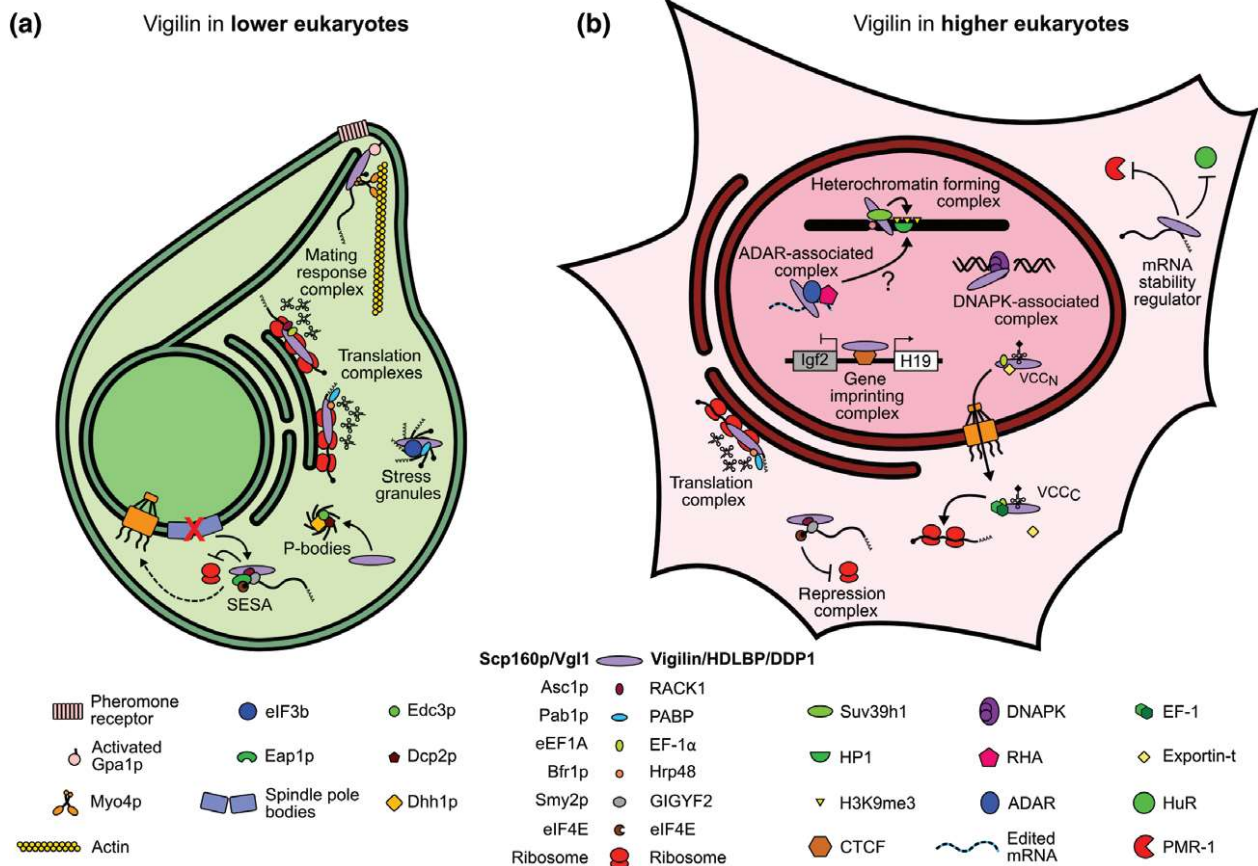 (a) Vigilin in lower eukaryotes
(b) Vigilin in higher eukaryotes
Mating
response
complex
Translation
complexes
Stress
granules
P-bodies
SESA
X
Heterochromatin forming
complex
ADAR-associated
complex
?
DNAPK-associated
complex
Igf2
H19
Gene
imprinting
complex
VCCN
mRNA
stability
regulator
Translation
complex
VCCC
Repression
complex
Scp160p/Vgl1 Vigilin/HDLBP/DDP1
Asc1p RACK1
Pab1p PABP
eEF1A EF-1α
Bfr1p Hrp48
Smy2p GIGYF2
eIF4E eIF4E
Ribosome Ribosome
Pheromone
receptor
Activated
Gpa1p
Myo4p
Actin
eIF3b
Eap1p
Spindle pole
bodies
Edc3p
Dcp2p
Dhh1p
Suv39h1
HP1
H3K9me3
CTCF
DNAPK
RHA
ADAR
Edited
mRNA
EF-1
Exportin-t
HuR
PMR-1